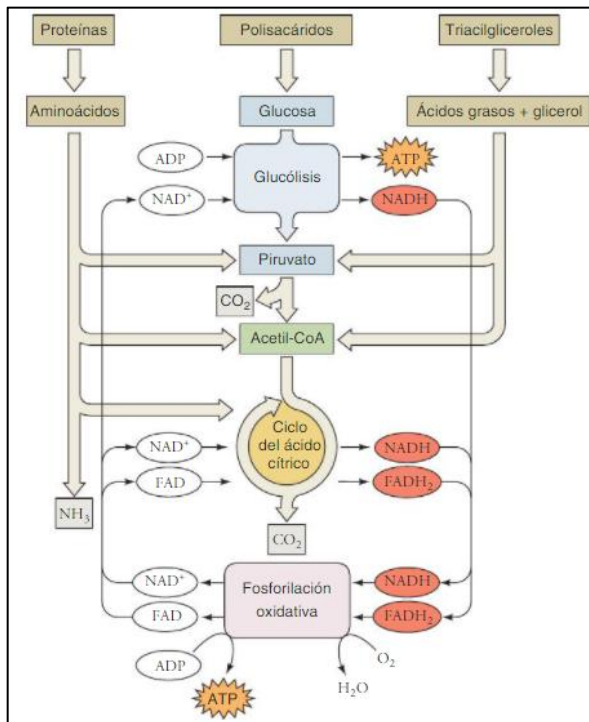 Proteínas
Polisacáridos
Triacilgliceroles
Aminoácidos
Glucosa
Ácidos grasos + glicerol
ADP
ATP
Glucólisis
NAD⁺
NADH
Piruvato
CO₂
Acetil-CoA
Ciclo
del ácido
cítrico
NAD⁺
NADH
FAD
FADH₂
NH₃
CO₂
NAD⁺
Fosforilación
oxidativa
NADH
FAD
FADH₂
ADP
O₂
ATP
H₂O